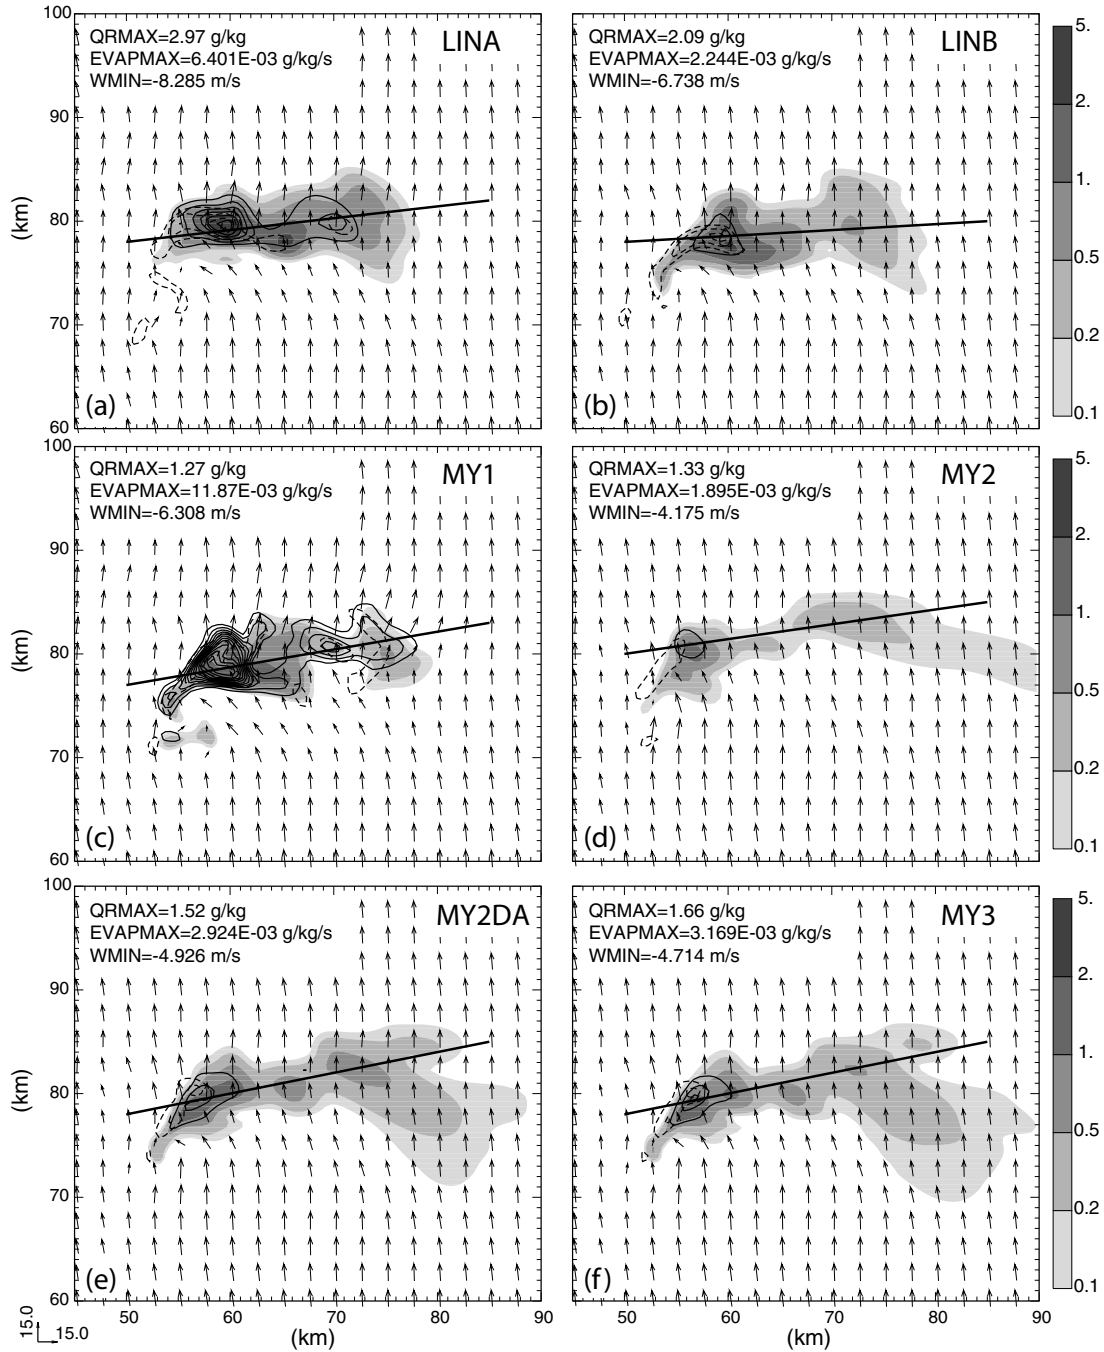 100
QRMAX=2.97 g/kg
EVAPMAX=6.401E-03 g/kg/s
WMIN=-8.285 m/s
LINA
90
80
70
60
(km)
(a)
QRMAX=2.09 g/kg
EVAPMAX=2.244E-03 g/kg/s
WMIN=-6.738 m/s
LINB
(b)
5.
2.
1.
0.5
0.2
0.1
100
QRMAX=1.27 g/kg
EVAPMAX=11.87E-03 g/kg/s
WMIN=-6.308 m/s
MY1
90
80
70
60
(km)
(c)
QRMAX=1.33 g/kg
EVAPMAX=1.895E-03 g/kg/s
WMIN=-4.175 m/s
MY2
(d)
5.
2.
1.
0.5
0.2
0.1
100
QRMAX=1.52 g/kg
EVAPMAX=2.924E-03 g/kg/s
WMIN=-4.926 m/s
MY2DA
90
80
70
60
(km)
(e)
50 60 70 80 90
(km)
QRMAX=1.66 g/kg
EVAPMAX=3.169E-03 g/kg/s
WMIN=-4.714 m/s
MY3
(f)
50 60 70 80 90
(km)
5.
2.
1.
0.5
0.2
0.1
15.0
15.0